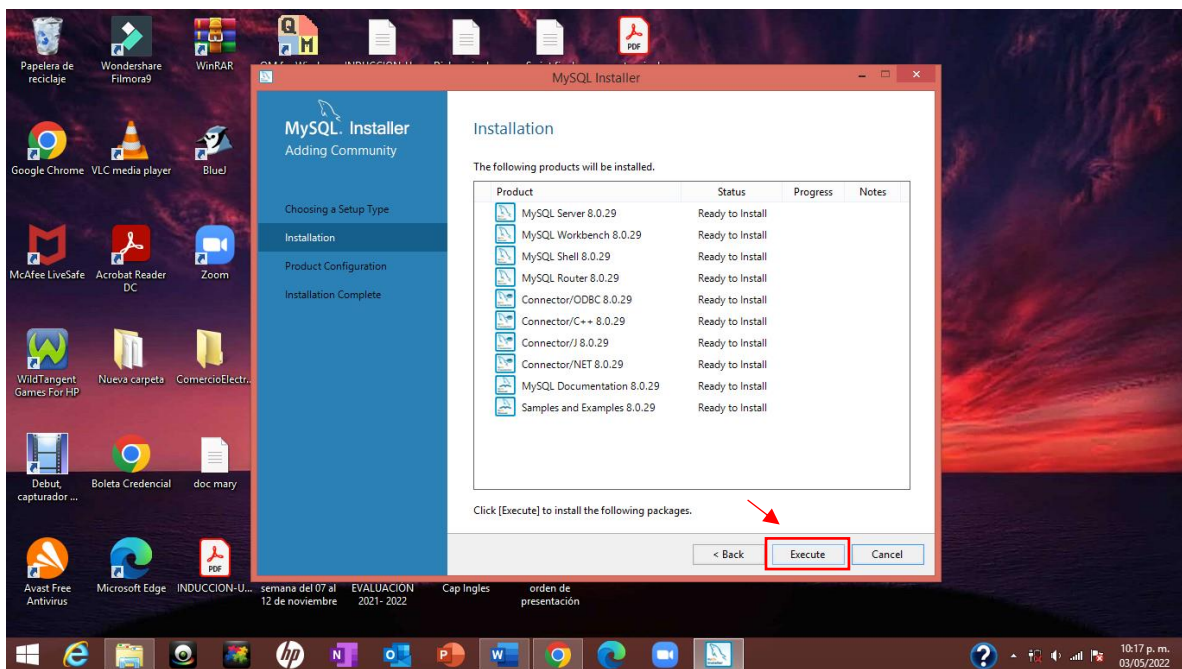 Papelera de reciclaje
Wondershare Filmora9
WinRAR
PDF
MySQL Installer
MySQL. Installer
Adding Community
Choosing a Setup Type
Installation
Product Configuration
Installation Complete
Installation
The following products will be installed.
Product Status Progress Notes
MySQL Server 8.0.29 Ready to Install
MySQL Workbench 8.0.29 Ready to Install
MySQL Shell 8.0.29 Ready to Install
MySQL Router 8.0.29 Ready to Install
Connector/ODBC 8.0.29 Ready to Install
Connector/C++ 8.0.29 Ready to Install
Connector/J 8.0.29 Ready to Install
Connector/NET 8.0.29 Ready to Install
MySQL Documentation 8.0.29 Ready to Install
Samples and Examples 8.0.29 Ready to Install
Click [Execute] to install the following packages.
< Back Execute Cancel
Google Chrome
VLC media player
BlueJ
McAfee LiveSafe
Acrobat Reader DC
Zoom
WildTangent Games For HP
Nueva carpeta
ComercioElectr...
Debut, capturador ...
Boleta Credencial
doc mary
Avast Free Antivirus
Microsoft Edge
PDF
INDUCCION-U...
semana del 07 al 12 de noviembre
EVALUACION 2021- 2022
Cap Ingles
orden de presentación
10:17 p. m.
03/05/2022